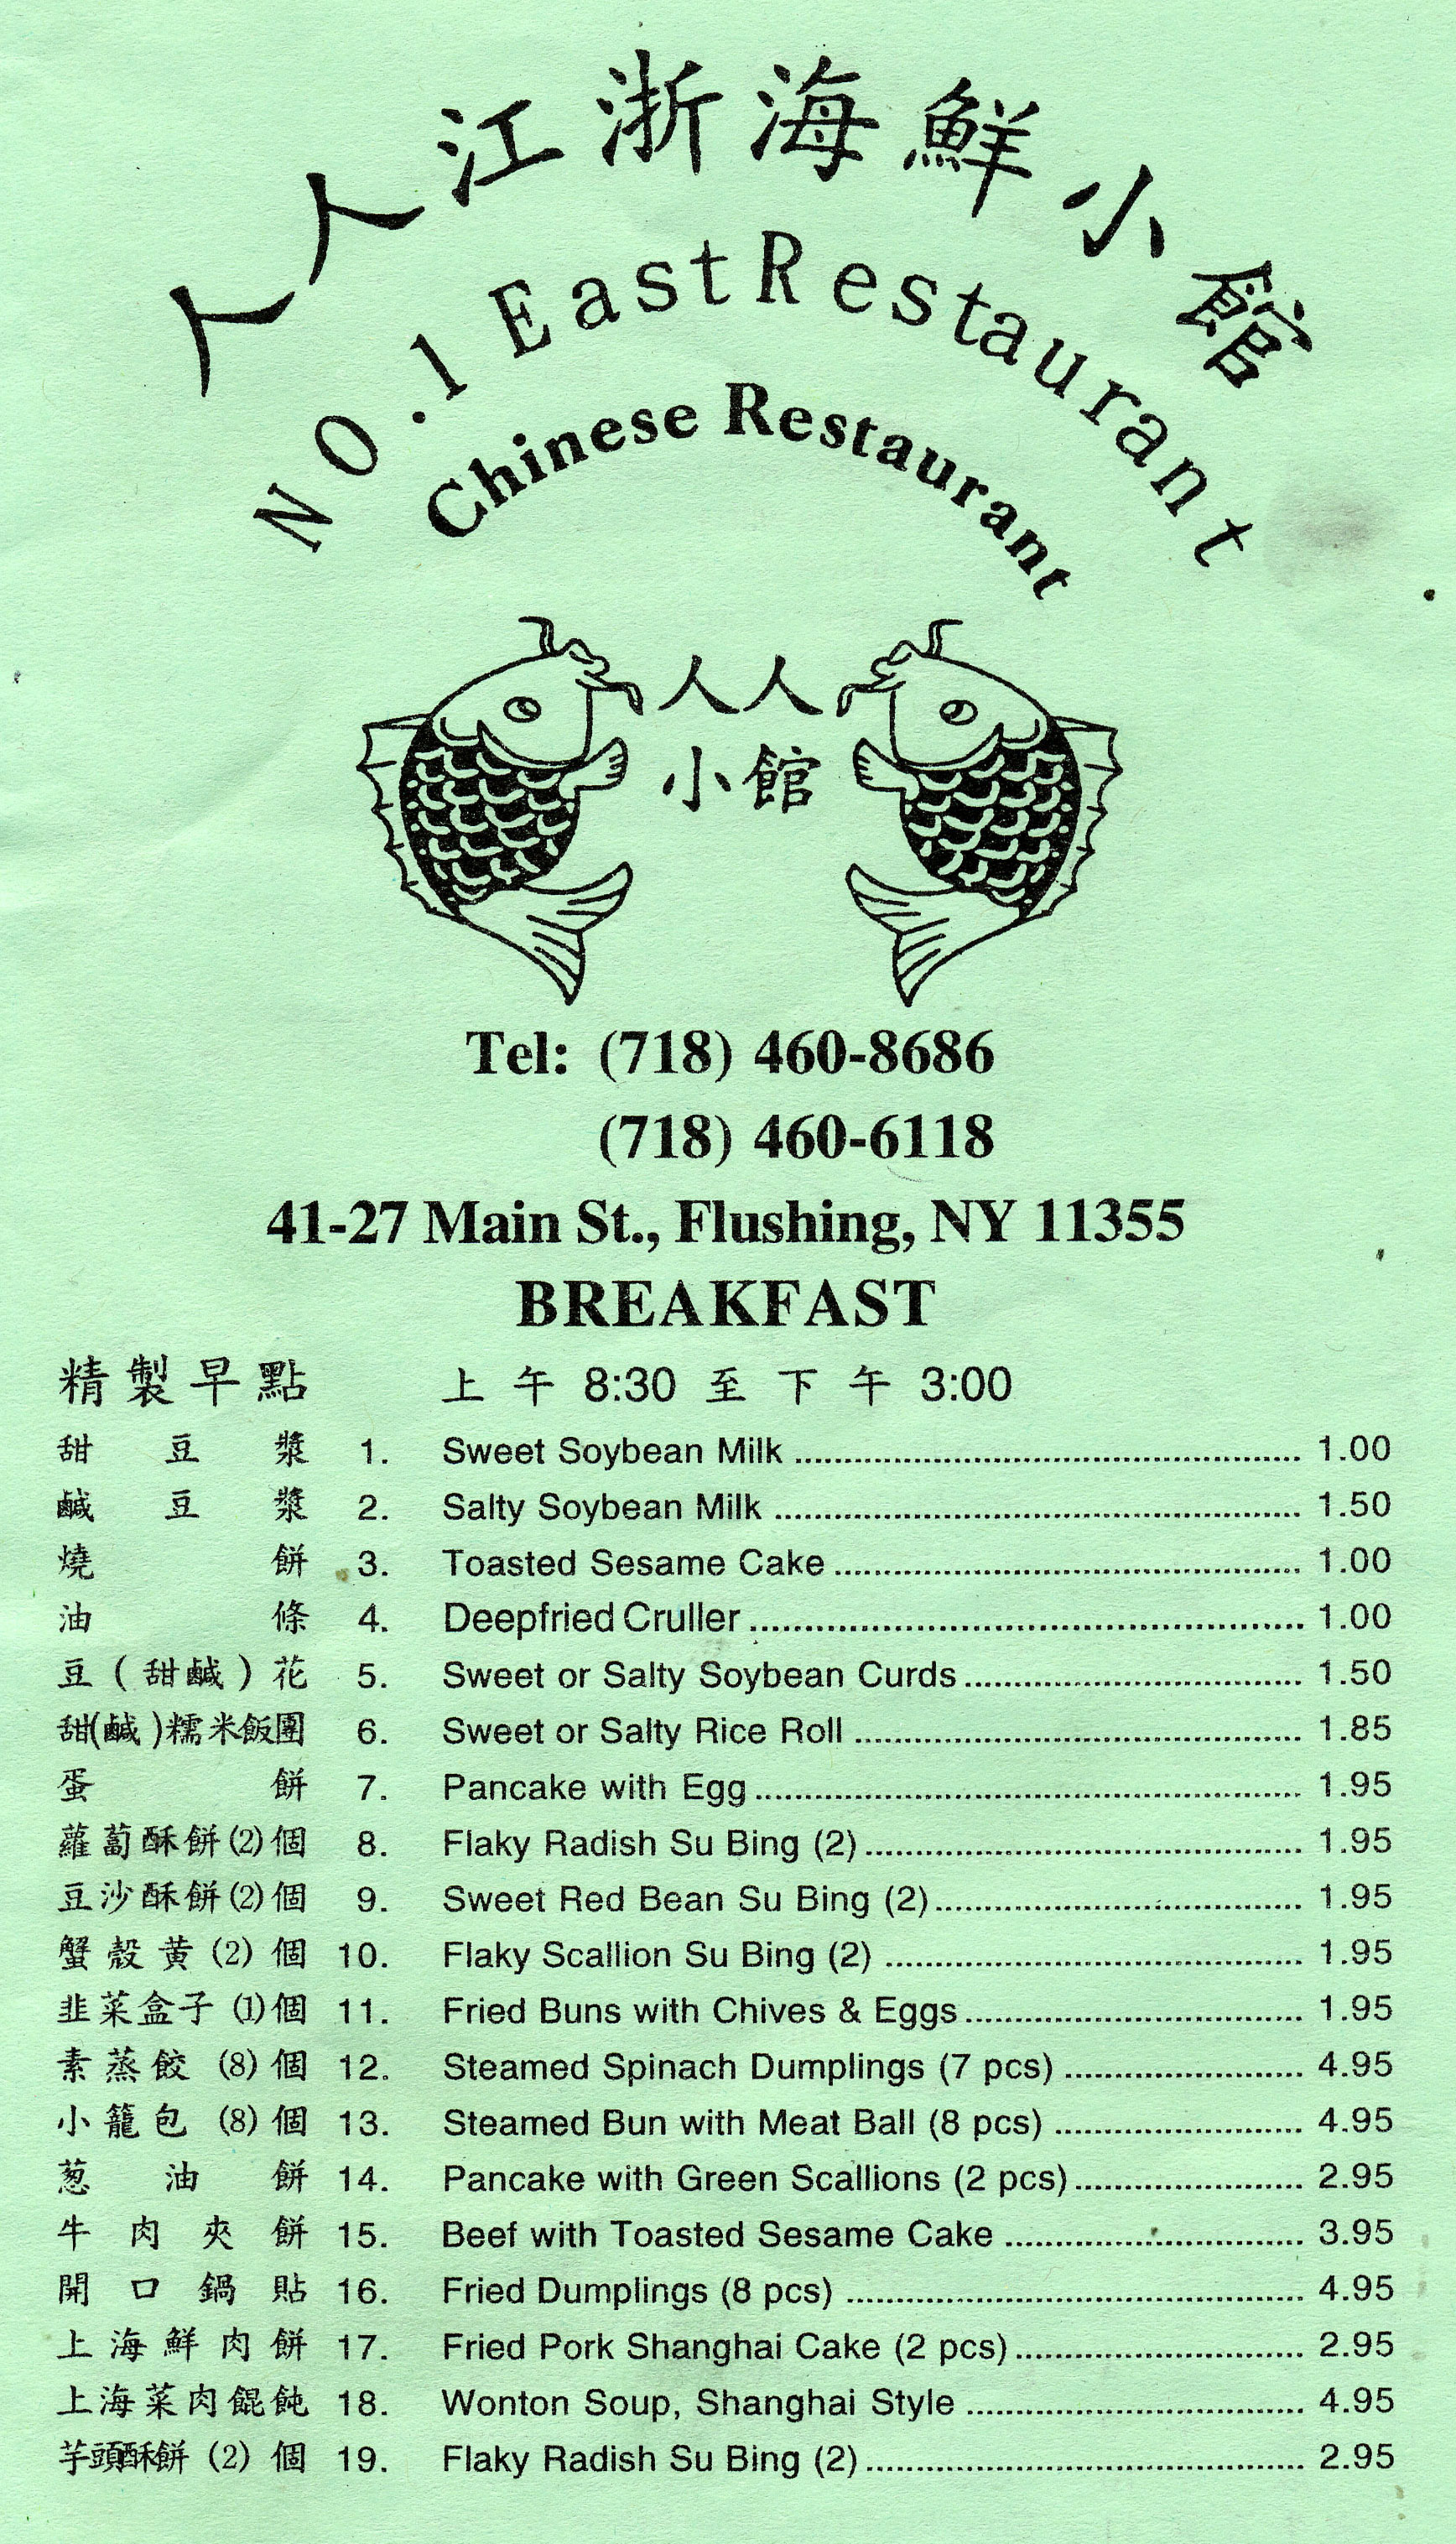 人人江浙海鮮小館
NO.1 East Restaurant
Chinese Restaurant
人人
小館
Tel: (718) 460-8686
(718) 460-6118
41-27 Main St., Flushing, NY 11355
BREAKFAST
精製早點 上午 8:30 至下午 3:00
甜豆漿 1. Sweet Soybean Milk 1.00
鹹豆漿 2. Salty Soybean Milk 1.50
燒餅 3. Toasted Sesame Cake 1.00
油條 4. Deepfried Cruller 1.00
豆(甜鹹)花 5. Sweet or Salty Soybean Curds 1.50
甜(鹹)糯米飯團 6. Sweet or Salty Rice Roll 1.85
蛋餅 7. Pancake with Egg 1.95
蘿蔔酥餅(2)個 8. Flaky Radish Su Bing (2) 1.95
豆沙酥餅(2)個 9. Sweet Red Bean Su Bing (2) 1.95
蟹殼黄(2)個 10. Flaky Scallion Su Bing (2) 1.95
韭菜盒子(1)個 11. Fried Buns with Chives & Eggs 1.95
素蒸餃(8)個 12. Steamed Spinach Dumplings (7 pcs) 4.95
小籠包(8)個 13. Steamed Bun with Meat Ball (8 pcs) 4.95
葱油餅 14. Pancake with Green Scallions (2 pcs) 2.95
牛肉夾餅 15. Beef with Toasted Sesame Cake 3.95
開口鍋貼 16. Fried Dumplings (8 pcs) 4.95
上海鮮肉餅 17. Fried Pork Shanghai Cake (2 pcs) 2.95
上海菜肉餛飩 18. Wonton Soup, Shanghai Style 4.95
芋頭酥餅(2)個 19. Flaky Radish Su Bing (2) 2.95